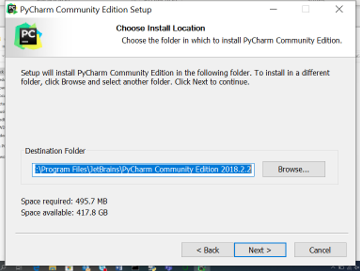 PyCharm Community Edition Setup
PC
Choose Install Location
Choose the folder in which to install PyCharm Community Edition.
Setup will install PyCharm Community Edition in the following folder. To install in a different
folder, click Browse and select another folder. Click Next to continue.
Destination Folder
:\Program Files\JetBrains\PyCharm Community Edition 2018.2.2
Browse...
Space required: 495.7 MB
Space available: 417.8 GB
< Back
Next >
Cancel